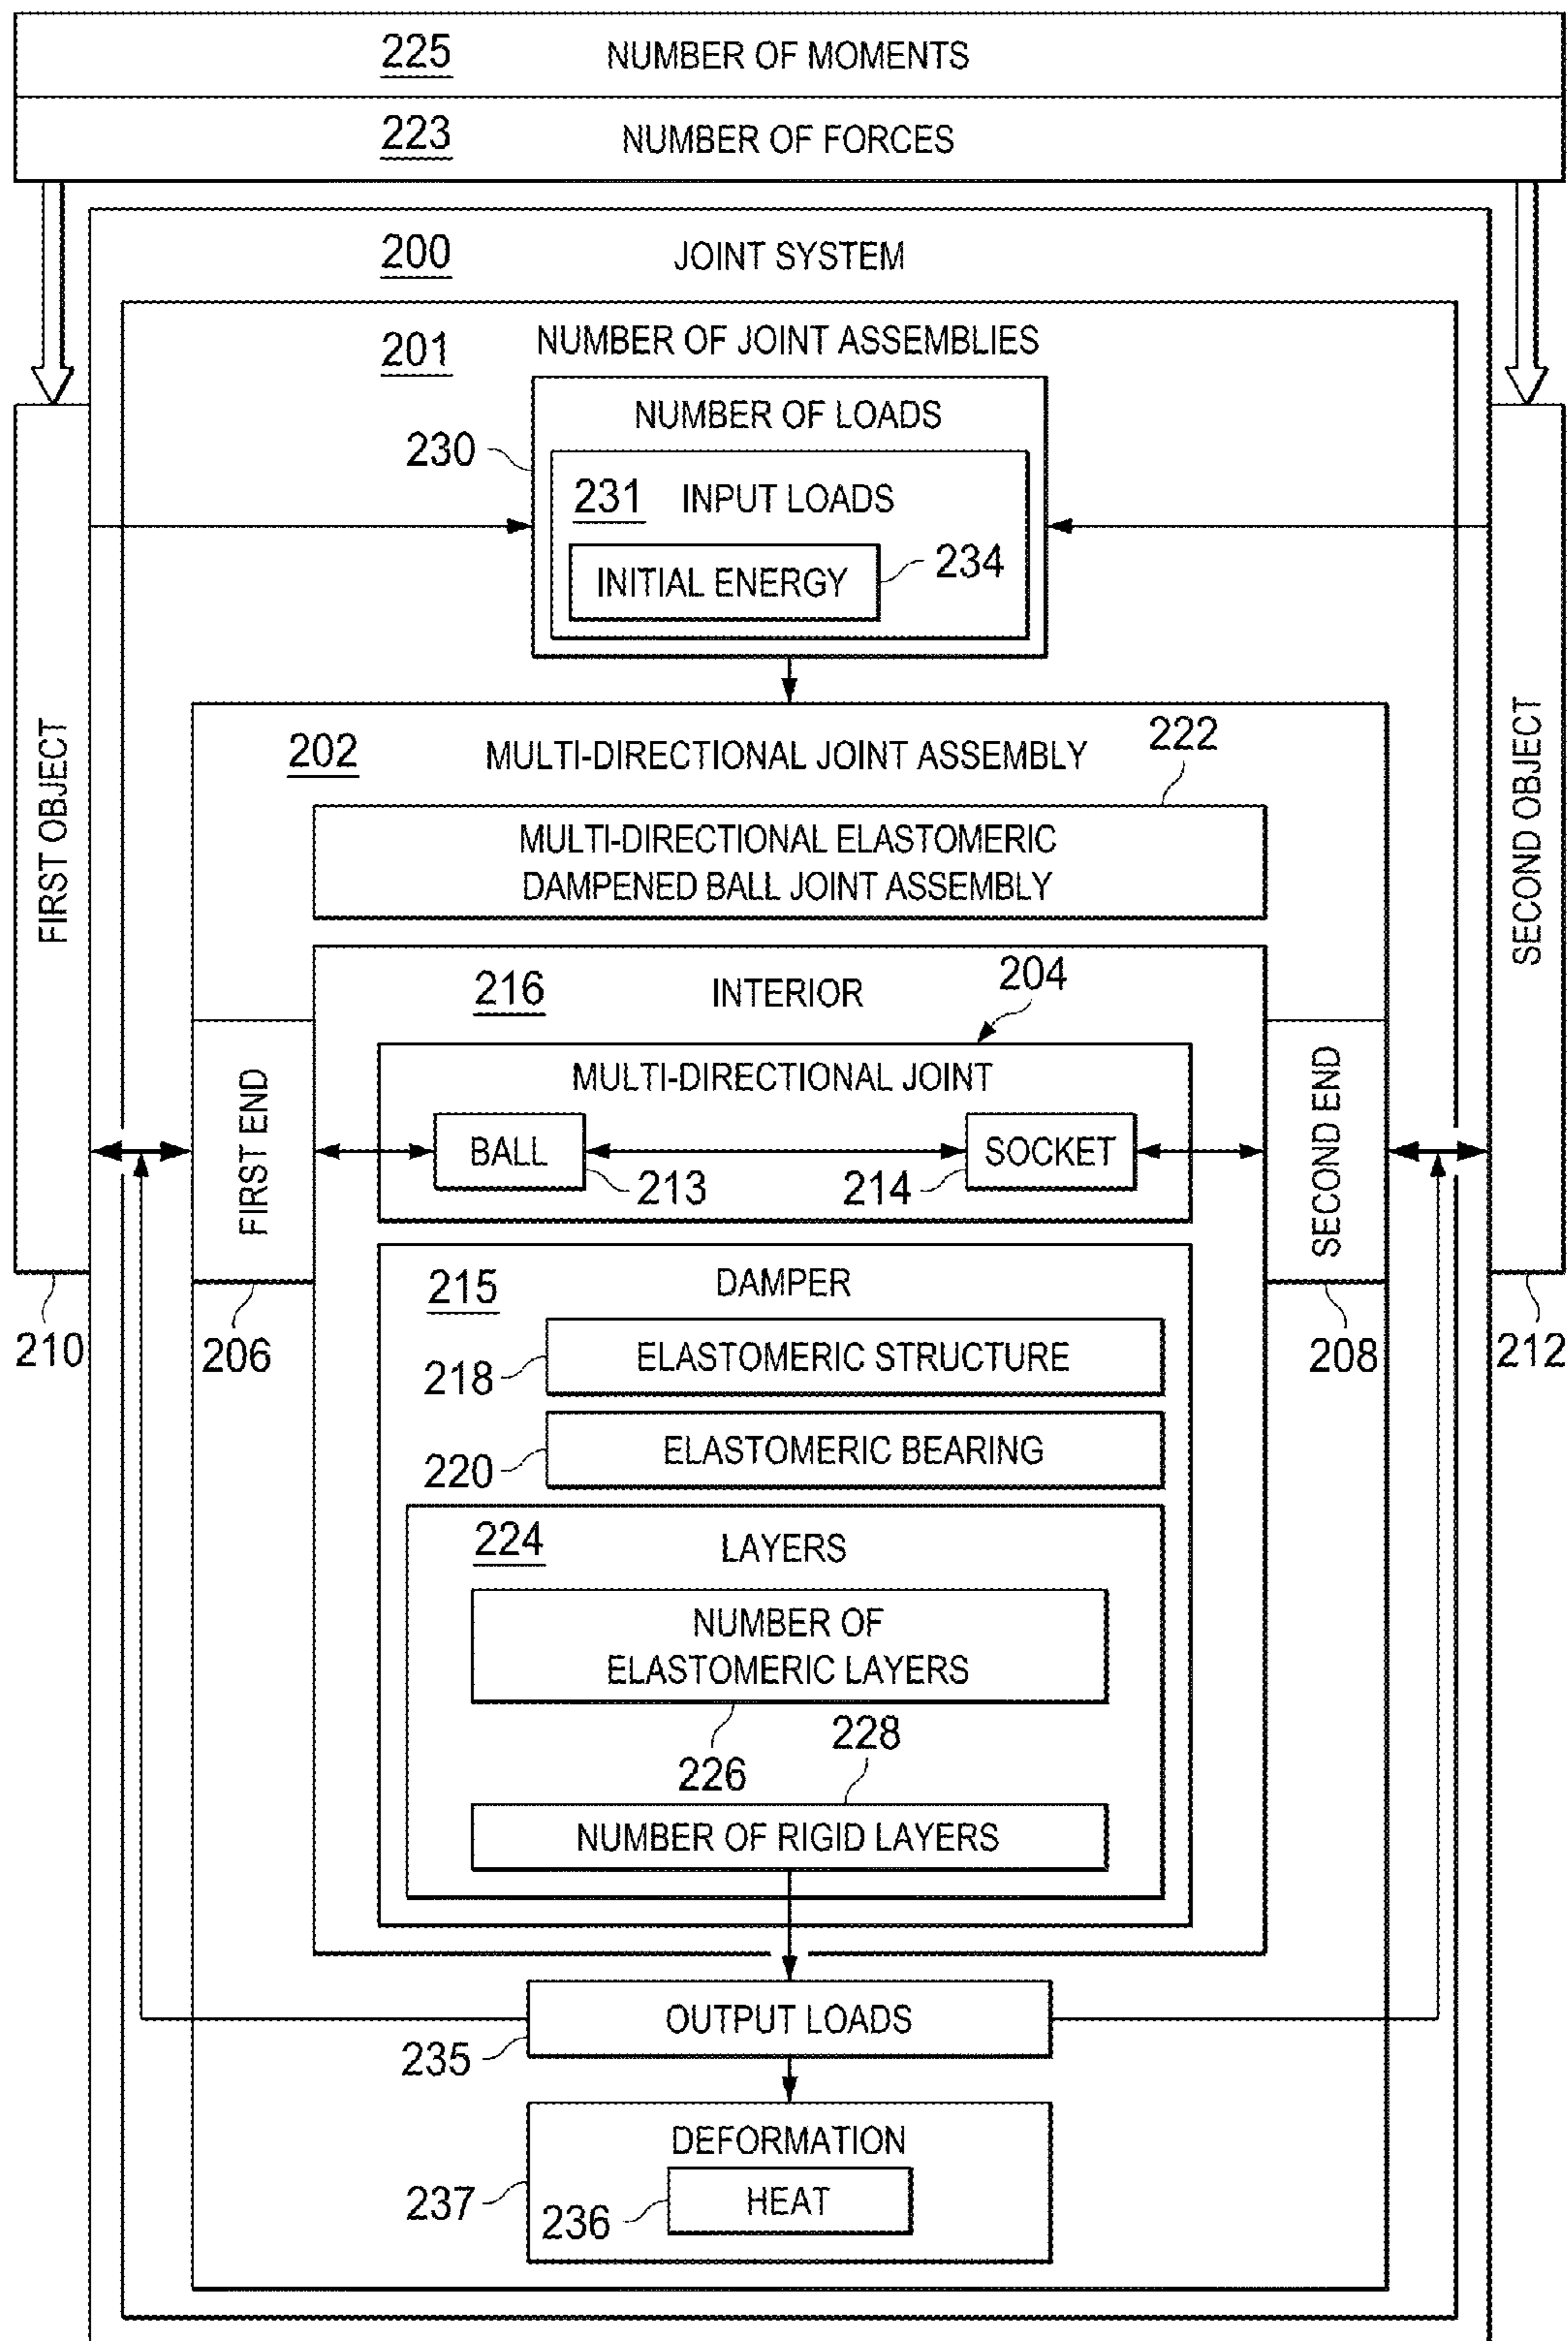 225 NUMBER OF MOMENTS
223 NUMBER OF FORCES
200 JOINT SYSTEM
201 NUMBER OF JOINT ASSEMBLIES
NUMBER OF LOADS
230
231 INPUT LOADS
INITIAL ENERGY 234
FIRST OBJECT
SECOND OBJECT
202 MULTI-DIRECTIONAL JOINT ASSEMBLY
222
MULTI-DIRECTIONAL ELASTOMERIC
DAMPENED BALL JOINT ASSEMBLY
216 INTERIOR
204
MULTI-DIRECTIONAL JOINT
FIRST END
BALL
SOCKET
SECOND END
213
214
215 DAMPER
210
206
218 ELASTOMERIC STRUCTURE
208
212
220 ELASTOMERIC BEARING
224 LAYERS
NUMBER OF
ELASTOMERIC LAYERS
226
228
NUMBER OF RIGID LAYERS
OUTPUT LOADS
235
DEFORMATION
237
236 HEAT